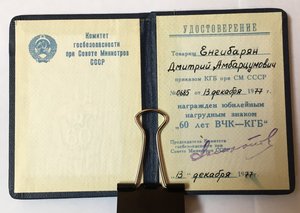 Комитет
госбезопасности
при Совете Министров
СССР
УДОСТОВЕРЕНИЕ
Товарищ Енгибарян
Дмитрий Амбарцумович
приказом КГБ при СМ СССР
№0685 от 13 декабря 1977 г.
награжден юбилейным
нагрудным знаком
"60 лет ВЧК—КГБ"
Председатель Комитета
госбезопасности при
Совете Министров СССР
"13" декабря 1977 г.